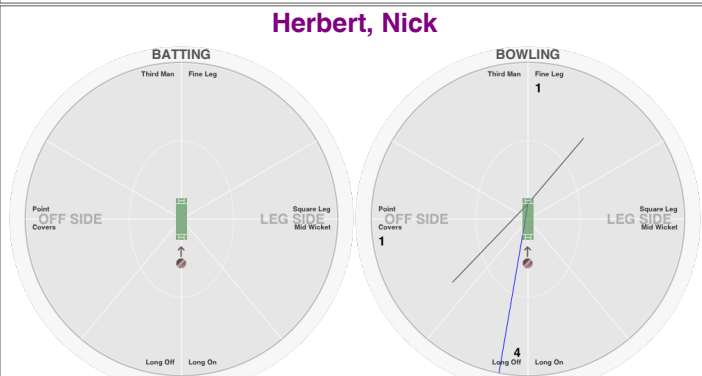 Herbert, Nick
BATTING
Third Man
Fine Leg
Point
OFF SIDE
Covers
Square Leg
LEG SIDE
Mid Wicket
Long Off
Long On
BOWLING
Third Man
Fine Leg
1
Point
OFF SIDE
Covers
1
Square Leg
LEG SIDE
Mid Wicket
4
Long Off
Long On